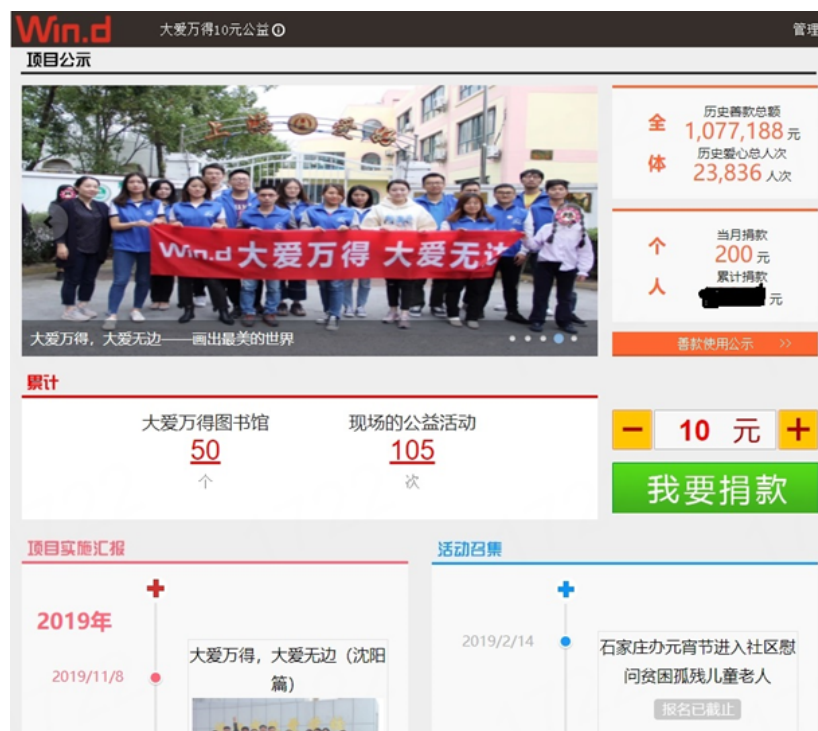 Win.d
大爱万得10元公益
管理
项目公示
Win.d 大爱万得 大爱无边
大爱万得，大爱无边——画出最美的世界
全体
历史善款总额
1,077,188 元
历史爱心总人次
23,836 人次
个人
当月捐款
200 元
累计捐款
元
善款使用公示 >>
累计
大爱万得图书馆
50
个
现场的公益活动
105
次
− 10 元 +
我要捐款
项目实施汇报
2019年
2019/11/8
大爱万得，大爱无边（沈阳
篇）
活动召集
2019/2/14
石家庄办元宵节进入社区慰
问贫困孤残儿童老人
报名已截止